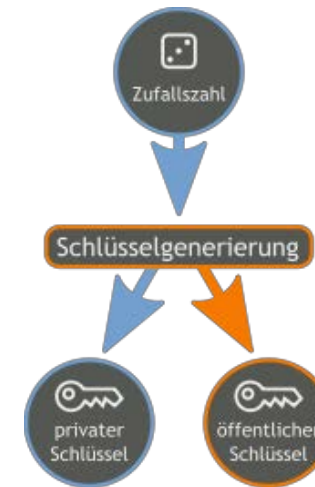 Zufallszahl
Schlüsselgenerierung
privater
Schlüssel
öffentlicher
Schlüssel